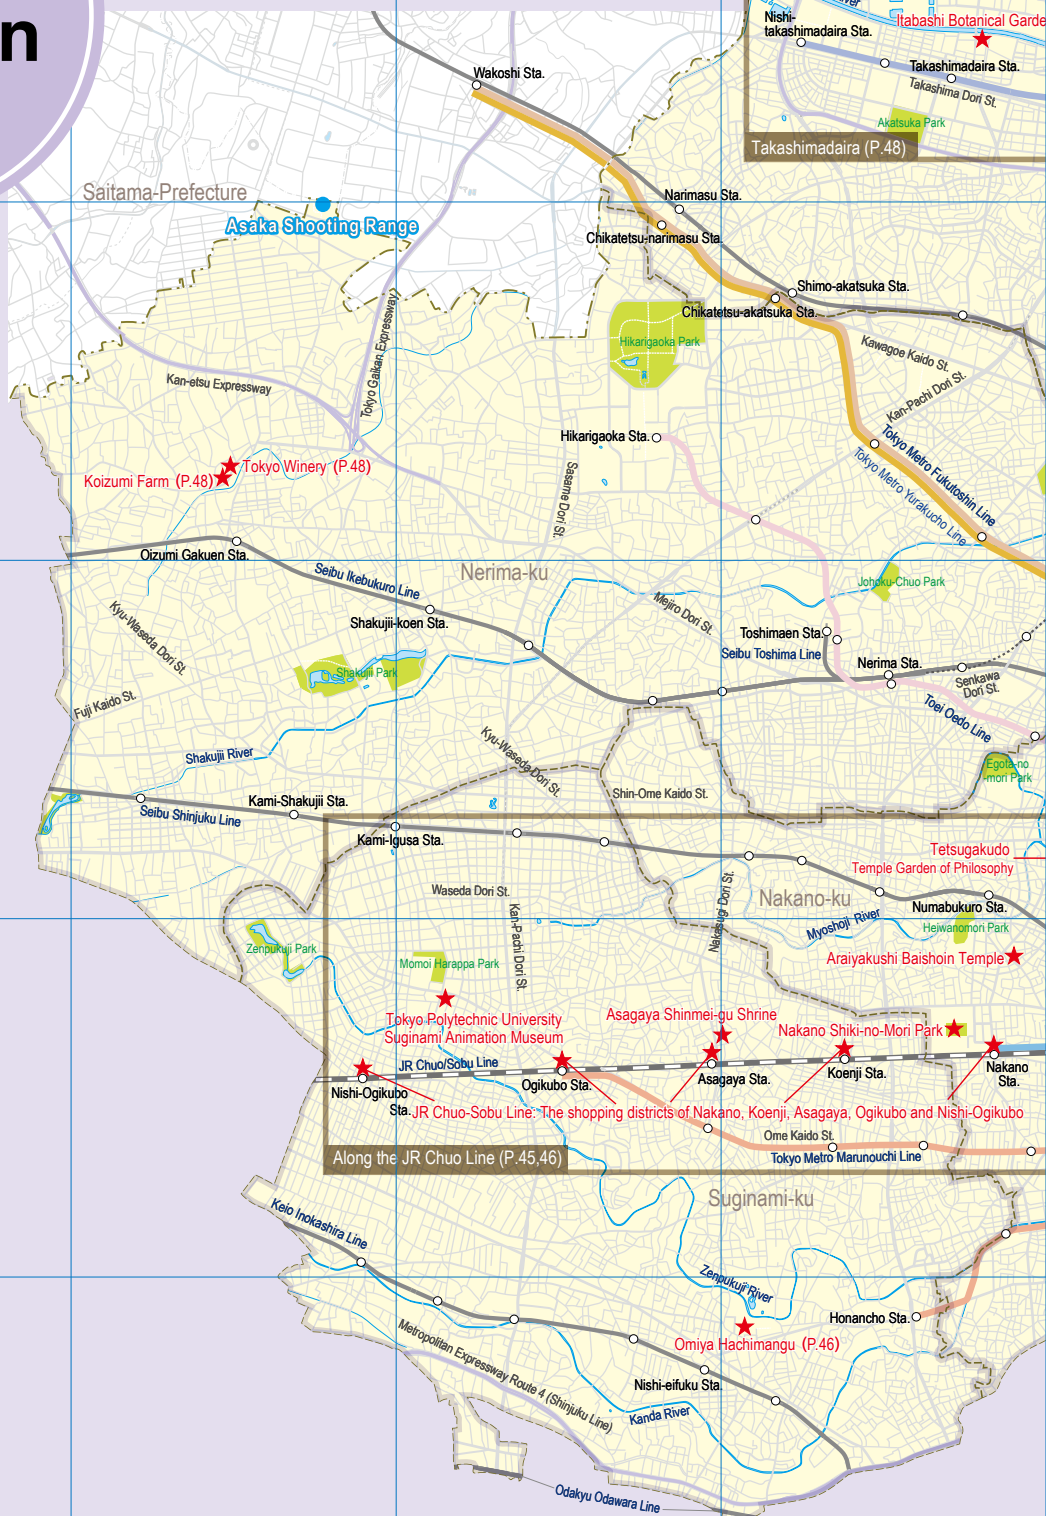 n
River
Nishi-
takashimadaira Sta.
Itabashi Botanical Garde
Takashimadaira Sta.
Takashima Dori St.
Akatsuka Park
Takashimadaira (P.48)
Wakoshi Sta.
Saitama-Prefecture
Asaka Shooting Range
Narimasu Sta.
Chikatetsu-narimasu Sta.
Shimo-akatsuka Sta.
Chikatetsu-akatsuka Sta.
Hikarigaoka Park
Kawagoe Kaido St.
Kan-Pachi Dori St.
Tokyo Gaikan Expressway
Kan-etsu Expressway
Hikarigaoka Sta.
Tokyo Metro Fukutoshin Line
Tokyo Metro Yurakucho Line
Tokyo Winery (P.48)
Koizumi Farm (P.48)
Sasame Dori St.
Oizumi Gakuen Sta.
Seibu Ikebukuro Line
Nerima-ku
Johoku-Chuo Park
Mejiro Dori St.
Shakujii-koen Sta.
Kyu-Waseda Dori St.
Toshimaen Sta.
Seibu Toshima Line
Nerima Sta.
Senkawa
Dori St.
Shakujii Park
Fuji Kaido St.
Toei Oedo Line
Shakujii River
Kyu-Waseda Dori St.
Egota-no
-mori Park
Shin-Ome Kaido St.
Kami-Shakujii Sta.
Seibu Shinjuku Line
Kami-Igusa Sta.
Tetsugakudo
Temple Garden of Philosophy
Waseda Dori St.
Nakano-ku
Nakasugi Dori St.
Kan-Pachi Dori St.
Numabukuro Sta.
Myoshoji River
Heiwanomori Park
Zenpukuji Park
Araiyakushi Baishoin Temple
Momoi Harappa Park
Tokyo Polytechnic University
Suginami Animation Museum
Asagaya Shinmei-gu Shrine
Nakano Shiki-no-Mori Park
JR Chuo/Sobu Line
Nishi-Ogikubo
Sta.
Ogikubo Sta.
Asagaya Sta.
Koenji Sta.
Nakano
Sta.
JR Chuo-Sobu Line: The shopping districts of Nakano, Koenji, Asagaya, Ogikubo and Nishi-Ogikubo
Ome Kaido St.
Tokyo Metro Marunouchi Line
Along the JR Chuo Line (P.45,46)
Suginami-ku
Keio Inokashira Line
Zenpukuji River
Honancho Sta.
Omiya Hachimangu (P.46)
Metropolitan Expressway Route 4 (Shinjuku Line)
Nishi-eifuku Sta.
Kanda River
Odakyu Odawara Line